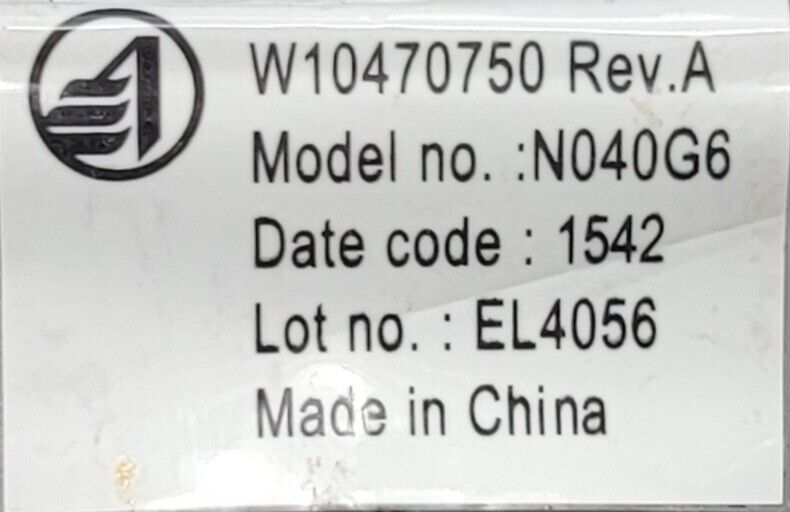 W10470750 Rev.A
Model no. :N040G6
Date code : 1542
Lot no. : EL4056
Made in China